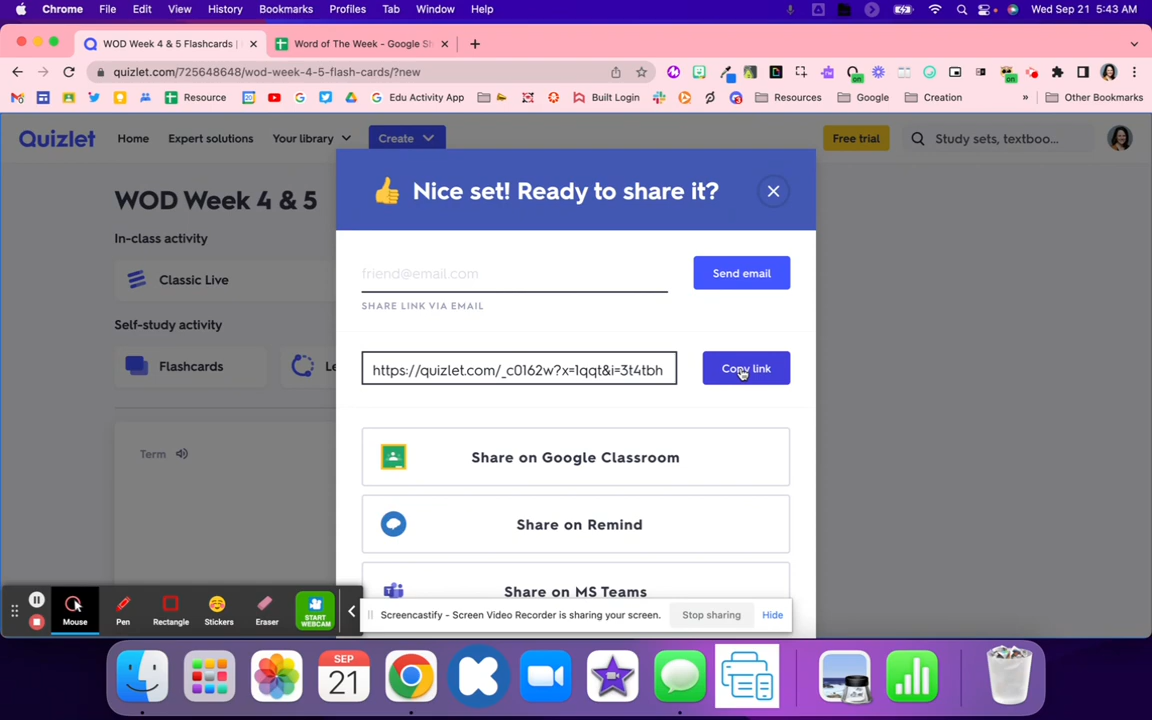 Chrome File Edit View History Bookmarks Profiles Tab Window Help Wed Sep 21 5:43 AM
WOD Week 4 & 5 Flashcards | Word of The Week - Google Sh
quizlet.com/725648648/wod-week-4-5-flash-cards/?new
Resource Edu Activity App Built Login Resources Google Creation » Other Bookmarks
Quizlet Home Expert solutions Your library Create Free trial Study sets, textboo...
👍 Nice set! Ready to share it?
WOD Week 4 & 5
In-class activity
Classic Live
friend@email.com Send email
SHARE LINK VIA EMAIL
Self-study activity
Flashcards Le
https://quizlet.com/_c0162w?x=1qqt&i=3t4tbh Copy link
Term
Share on Google Classroom
Share on Remind
Share on MS Teams
Mouse Pen Rectangle Stickers Eraser START WEBCAM
Screencastify - Screen Video Recorder is sharing your screen. Stop sharing Hide
SEP
21